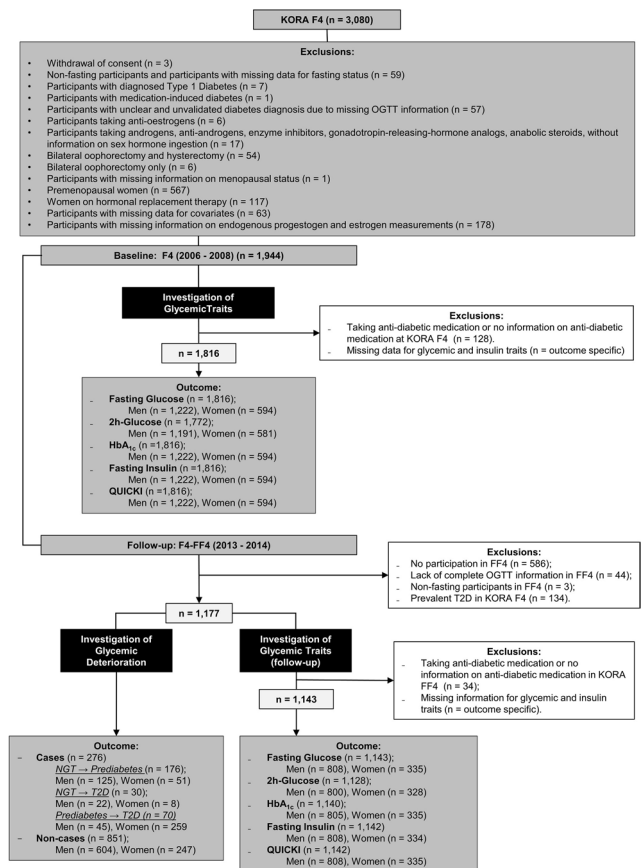 KORA F4 (n = 3,080)
Exclusions:
• Withdrawal of consent (n = 3)
• Non-fasting participants and participants with missing data for fasting status (n = 59)
• Participants with diagnosed Type 1 Diabetes (n = 7)
• Participants with medication-induced diabetes (n = 1)
• Participants with unclear and unvalidated diabetes diagnosis due to missing OGTT information (n = 57)
• Participants taking anti-oestrogens (n = 6)
• Participants taking androgens, anti-androgens, enzyme inhibitors, gonadotropin-releasing-hormone analogs, anabolic steroids, without
information on sex hormone ingestion (n = 17)
• Bilateral oophorectomy and hysterectomy (n = 54)
• Bilateral oophorectomy only (n = 6)
• Participants with missing information on menopausal status (n = 1)
• Premenopausal women (n = 567)
• Women on hormonal replacement therapy (n = 117)
• Participants with missing data for covariates (n = 63)
• Participants with missing information on endogenous progestogen and estrogen measurements (n = 178)
Baseline: F4 (2006 - 2008) (n = 1,944)
Investigation of
GlycemicTraits
Exclusions:
- Taking anti-diabetic medication or no information on anti-diabetic
medication at KORA F4 (n = 128).
- Missing data for glycemic and insulin traits (n = outcome specific)
n = 1,816
Outcome:
- Fasting Glucose (n = 1,816);
Men (n = 1,222), Women (n = 594)
- 2h-Glucose (n = 1,772);
Men (n = 1,191), Women (n = 581)
- HbA1c (n =1,816);
Men (n = 1,222), Women (n = 594)
- Fasting Insulin (n =1,816);
Men (n = 1,222), Women (n = 594)
- QUICKI (n =1,816);
Men (n = 1,222), Women (n = 594)
Follow-up: F4-FF4 (2013 - 2014)
Exclusions:
- No participation in FF4 (n = 586);
- Lack of complete OGTT information in FF4 (n = 44);
- Non-fasting participants in FF4 (n = 3);
- Prevalent T2D in KORA F4 (n = 134).
n = 1,177
Investigation of
Glycemic
Deterioration
Investigation of
Glycemic Traits
(follow-up)
Exclusions:
- Taking anti-diabetic medication or no
information on anti-diabetic medication in KORA
FF4 (n = 34);
- Missing information for glycemic and insulin
traits (n = outcome specific).
n = 1,143
Outcome:
– Cases (n = 276)
NGT → Prediabetes (n = 176);
Men (n = 125), Women (n = 51)
NGT → T2D (n = 30);
Men (n = 22), Women (n = 8)
Prediabetes → T2D (n = 70)
Men (n = 45), Women (n = 259
– Non-cases (n = 851);
Men (n = 604), Women (n = 247)
Outcome:
- Fasting Glucose (n = 1,143);
Men (n = 808), Women (n = 335)
- 2h-Glucose (n = 1,128);
Men (n = 800), Women (n = 328)
- HbA1c (n = 1,140);
Men (n = 805), Women (n = 335)
- Fasting Insulin (n = 1,142)
Men (n = 808), Women (n = 334)
- QUICKI (n = 1,142)
Men (n = 808), Women (n = 335)